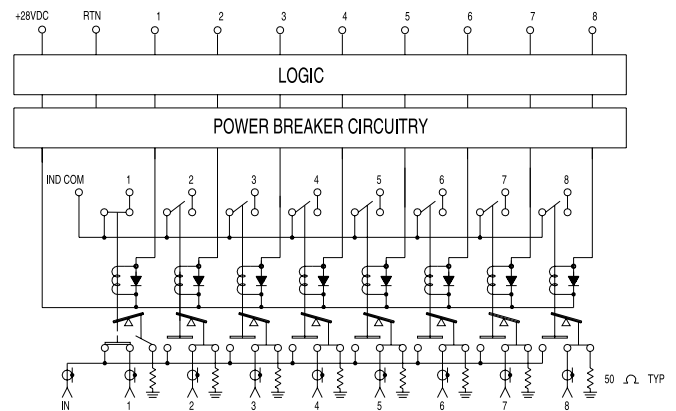 +28VDC RTN 1 2 3 4 5 6 7 8
LOGIC
POWER BREAKER CIRCUITRY
IND COM 1 2 3 4 5 6 7 8
IN 1 2 3 4 5 6 7 8 50 Ω TYP